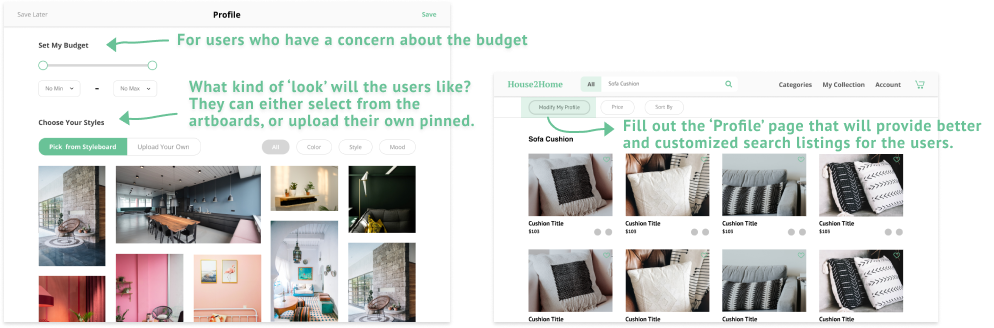 Save Later
Profile
Save
Set My Budget
For users who have a concern about the budget
No Min
-
No Max
What kind of 'look' will the users like?
They can either select from the
artboards, or upload their own pinned.
Choose Your Styles
Pick from Styleboard
Upload Your Own
All
Color
Style
Mood
House2Home
All
Sofa Cushion
Categories
My Collection
Account
Modify My Profile
Price
Sort By
Fill out the 'Profile' page that will provide better
and customized search listings for the users.
Sofa Cushion
Cushion Title
$103
Cushion Title
$103
Cushion Title
$103
Cushion Title
$103
Cushion Title
Cushion Title
Cushion Title
Cushion Title